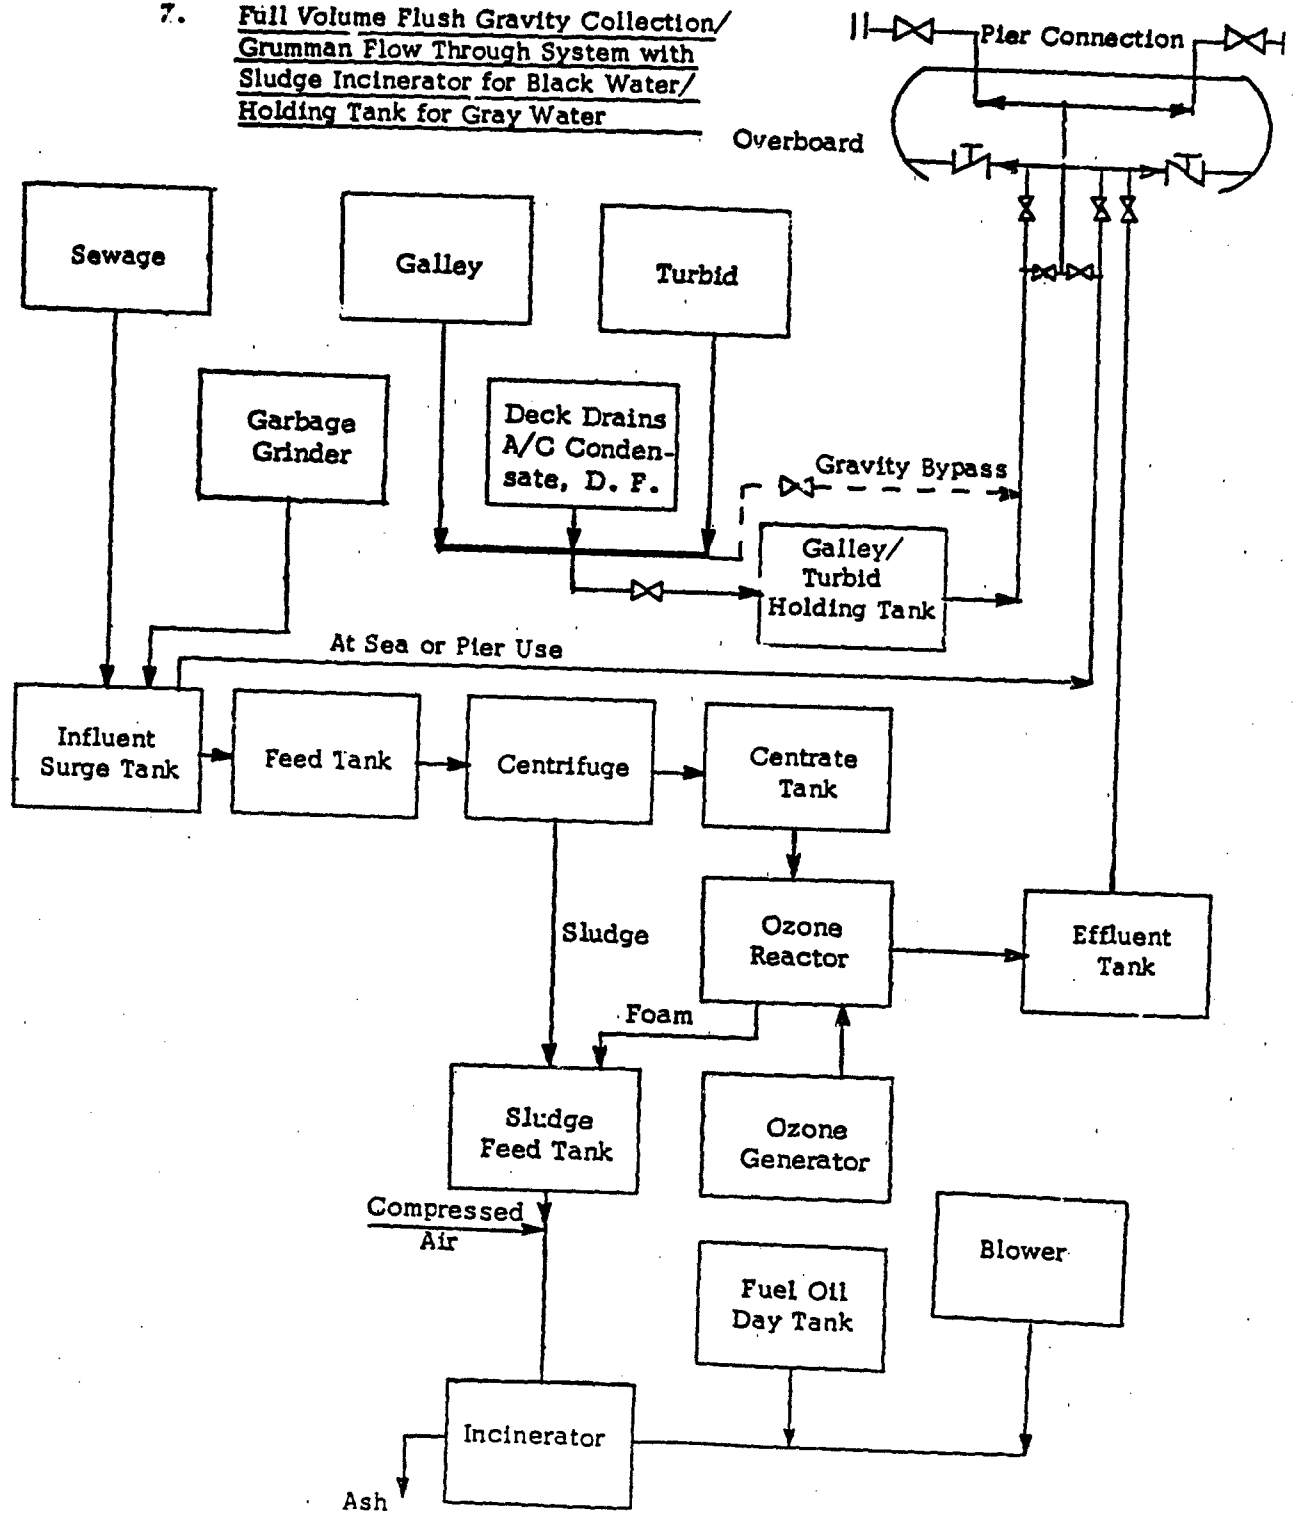 7. Full Volume Flush Gravity Collection/
Grumman Flow Through System with
Sludge Incinerator for Black Water/
Holding Tank for Gray Water
Pier Connection
Overboard
Sewage
Galley
Turbid
Garbage
Grinder
Deck Drains
A/C Conden-
sate, D. F.
Gravity Bypass
Galley/
Turbid
Holding Tank
At Sea or Pier Use
Influent
Surge Tank
Feed Tank
Centrifuge
Centrate
Tank
Sludge
Ozone
Reactor
Effluent
Tank
Foam
Sludge
Feed Tank
Ozone
Generator
Compressed
Air
Fuel Oil
Day Tank
Blower
Incinerator
Ash